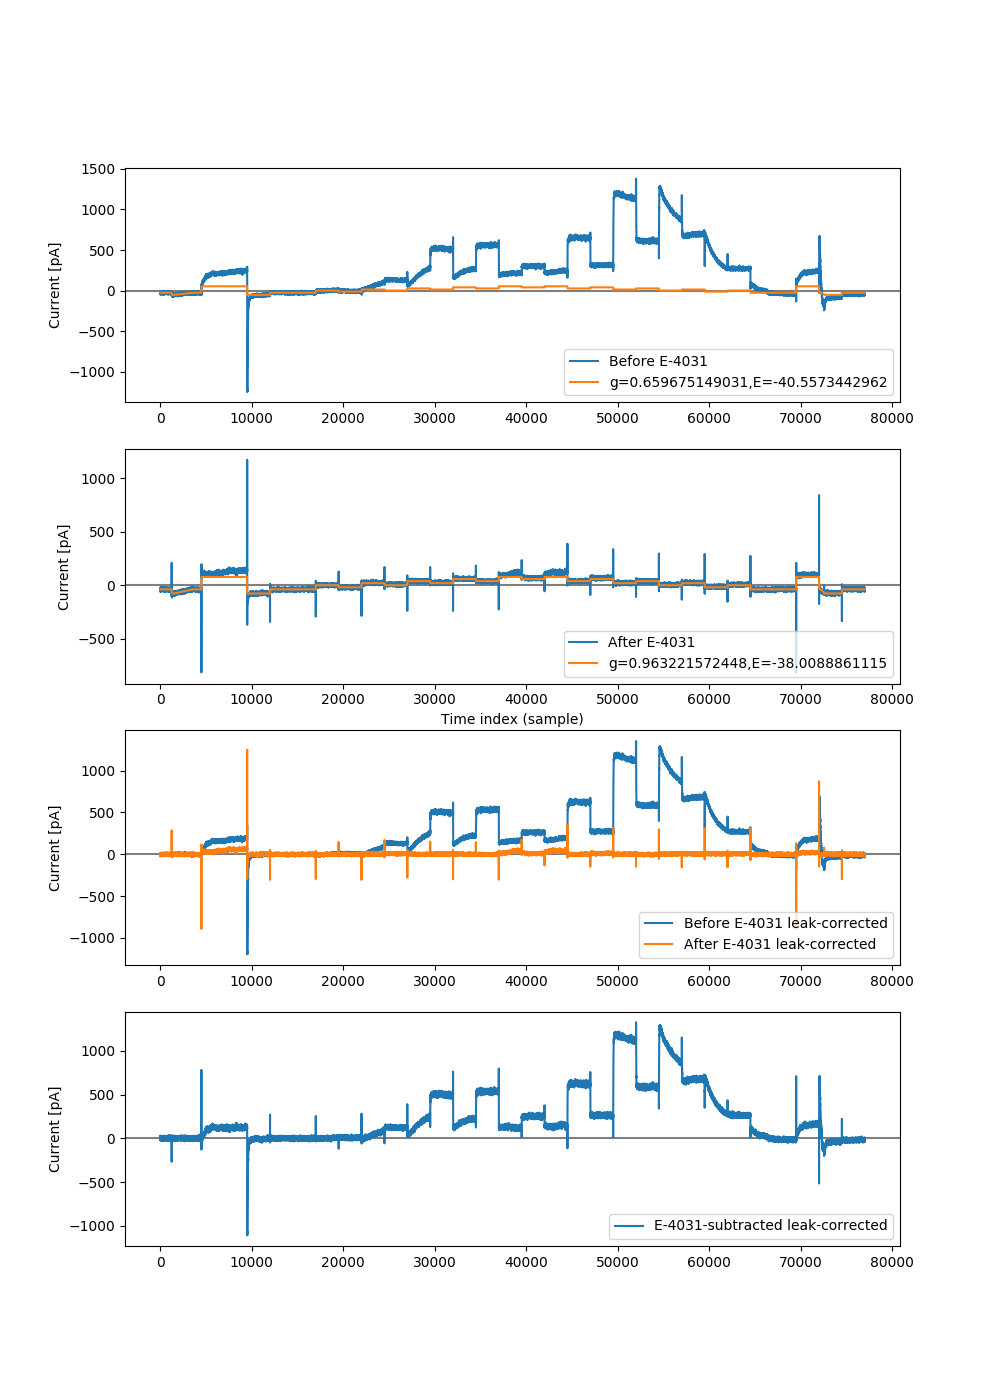 1500
1000
500
0
−500
−1000
Current [pA]
Before E-4031
g=0.659675149031,E=-40.5573442962
0 10000 20000 30000 40000 50000 60000 70000 80000
1000
500
0
−500
Current [pA]
After E-4031
g=0.963221572448,E=-38.0088861115
0 10000 20000 30000 40000 50000 60000 70000 80000
Time index (sample)
1000
500
0
−500
−1000
Current [pA]
Before E-4031 leak-corrected
After E-4031 leak-corrected
0 10000 20000 30000 40000 50000 60000 70000 80000
1000
500
0
−500
−1000
Current [pA]
E-4031-subtracted leak-corrected
0 10000 20000 30000 40000 50000 60000 70000 80000